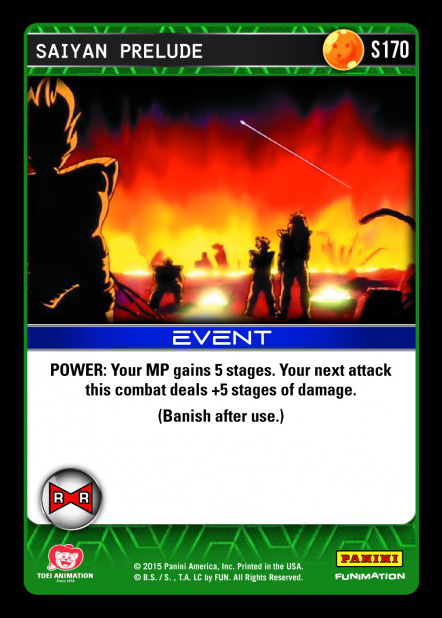 SAIYAN PRELUDE S170
EVENT
POWER: Your MP gains 5 stages. Your next attack
this combat deals +5 stages of damage.
(Banish after use.)
R R
TOEI ANIMATION
Since 1956
© 2015 Panini America, Inc. Printed in the USA.
© B.S./ S. , T.A. LC by FUN. All Rights Reserved.
PANINI
FUNIMATION